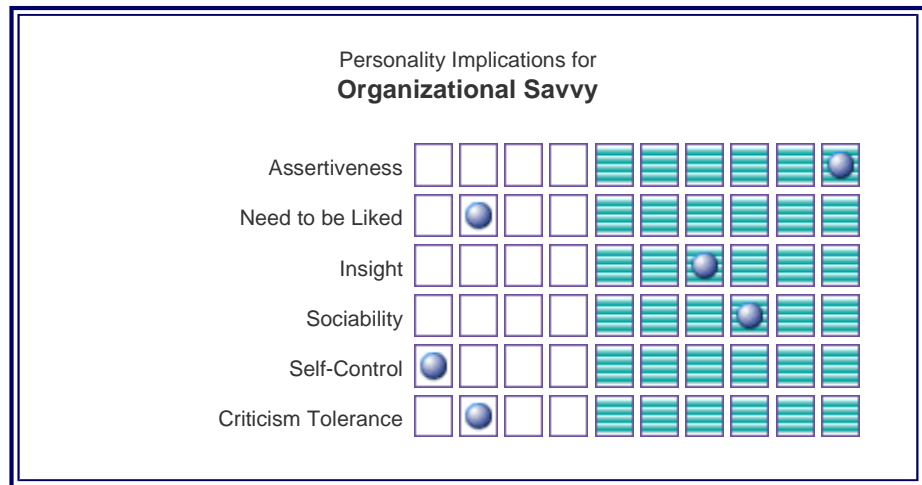 Personality Implications for
Organizational Savvy
Assertiveness
Need to be Liked
Insight
Sociability
Self-Control
Criticism Tolerance